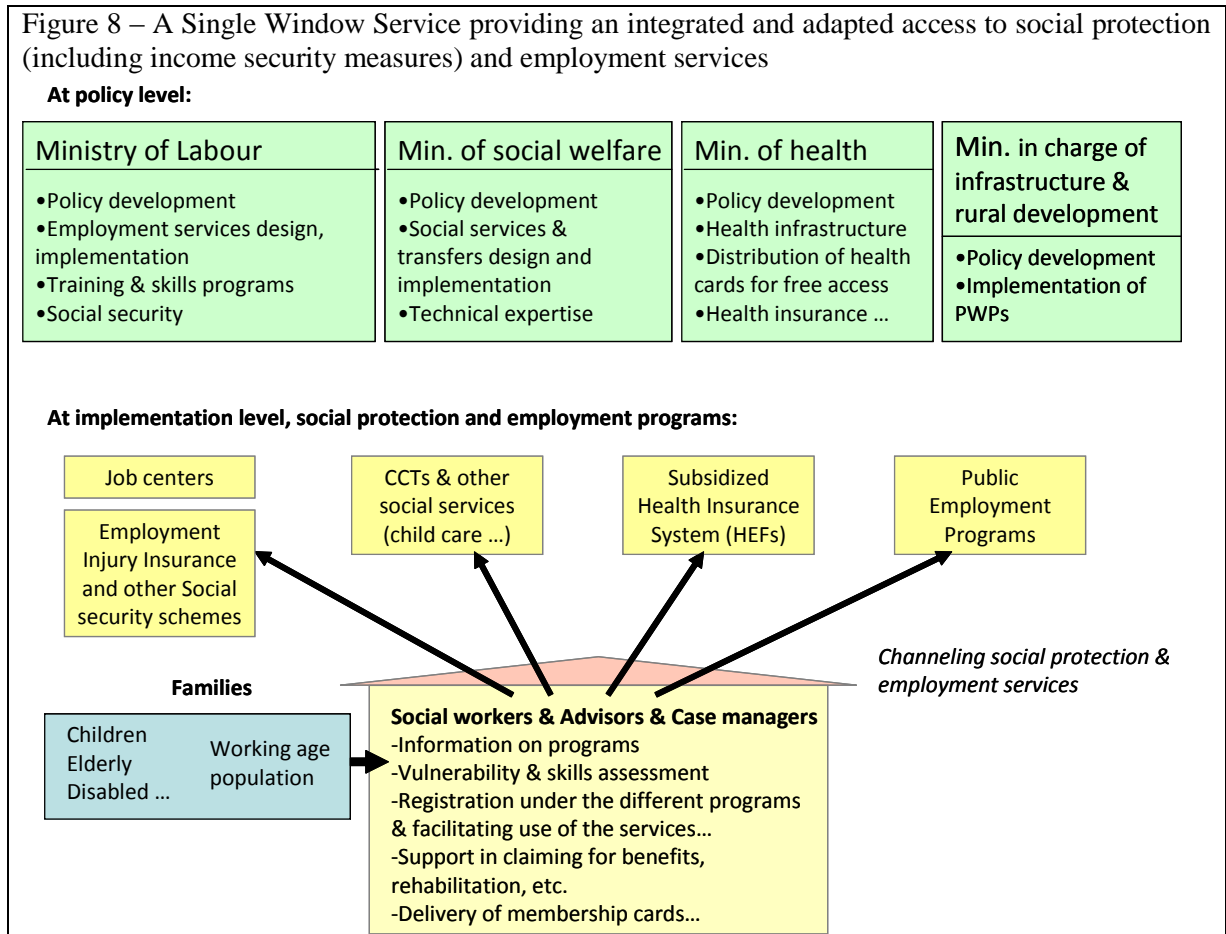 Figure 8 – A Single Window Service providing an integrated and adapted access to social protection
(including income security measures) and employment services
At policy level:
Ministry of Labour
•Policy development
•Employment services design,
implementation
•Training & skills programs
•Social security
Min. of social welfare
•Policy development
•Social services &
transfers design and
implementation
•Technical expertise
Min. of health
•Policy development
•Health infrastructure
•Distribution of health
cards for free access
•Health insurance ...
Min. in charge of
infrastructure &
rural development
•Policy development
•Implementation of
PWPs
At implementation level, social protection and employment programs:
Job centers
Employment
Injury Insurance
and other Social
security schemes
CCTs & other
social services
(child care ...)
Subsidized
Health Insurance
System (HEFs)
Public
Employment
Programs
Channeling social protection &
employment services
Families
Children
Elderly
Disabled ...
Working age
population
Social workers & Advisors & Case managers
-Information on programs
-Vulnerability & skills assessment
-Registration under the different programs
& facilitating use of the services...
-Support in claiming for benefits,
rehabilitation, etc.
-Delivery of membership cards...